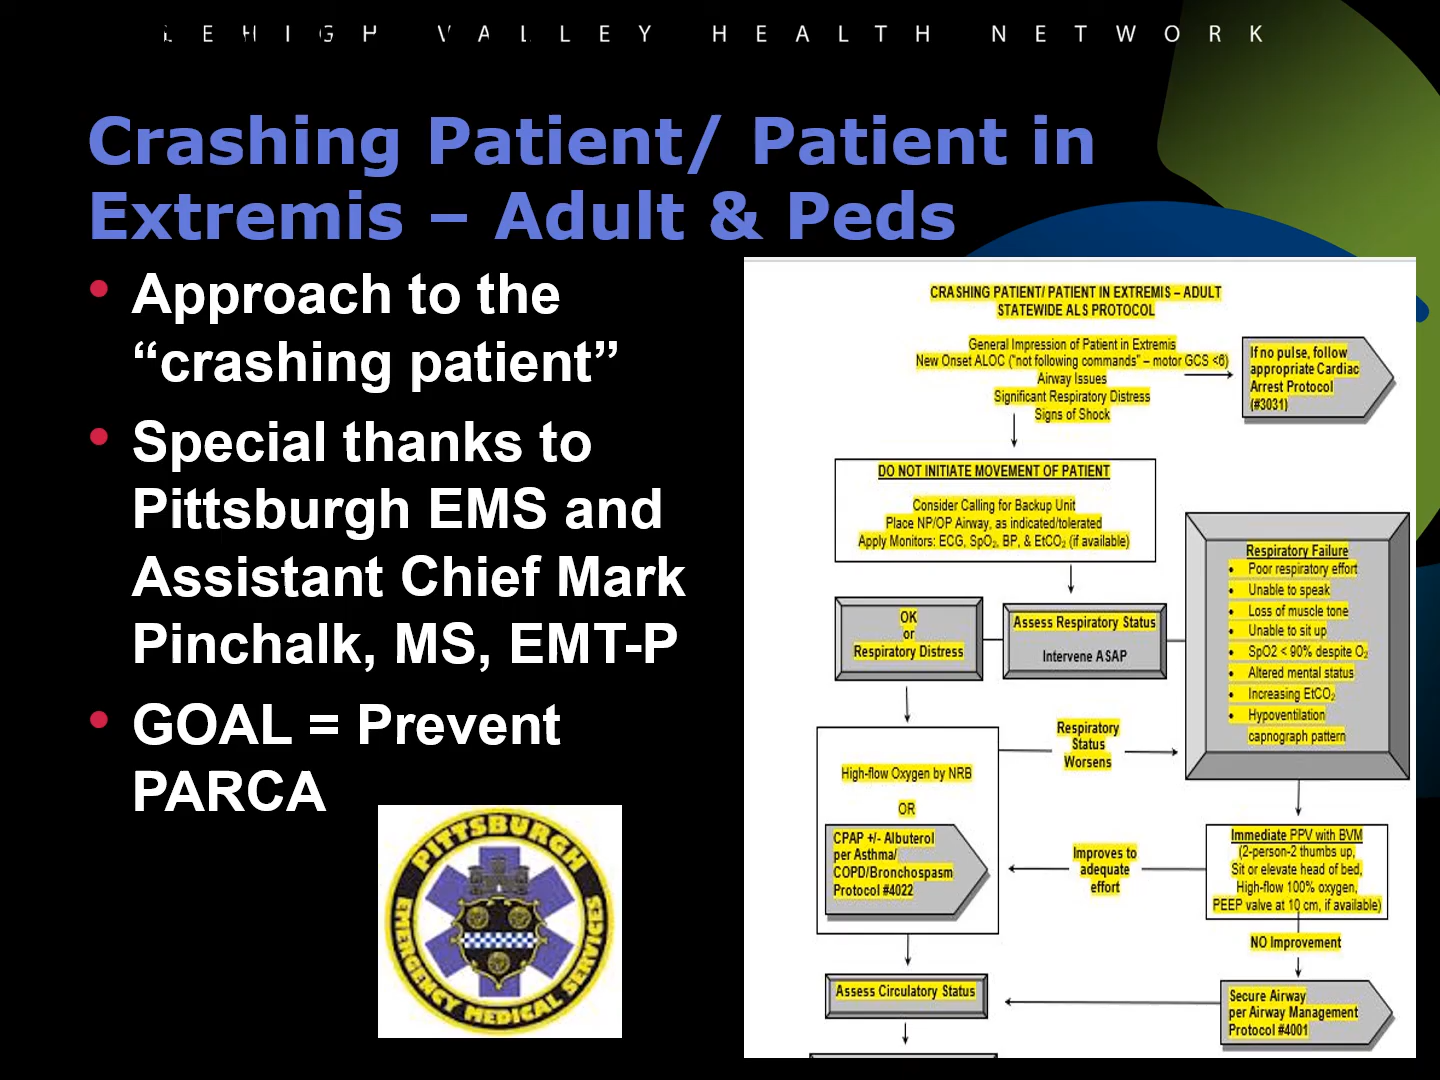 LEHIGH VALLEY HEALTH NETWORK
Crashing Patient/ Patient in
Extremis – Adult & Peds
• Approach to the
“crashing patient”
• Special thanks to
Pittsburgh EMS and
Assistant Chief Mark
Pinchalk, MS, EMT-P
• GOAL = Prevent
PARCA
PITTSBURGH
EMERGENCY MEDICAL SERVICES
CRASHING PATIENT/ PATIENT IN EXTREMIS – ADULT
STATEWIDE ALS PROTOCOL
General Impression of Patient in Extremis
New Onset ALOC (“not following commands” – motor GCS <6)
Airway Issues
Significant Respiratory Distress
Signs of Shock
If no pulse, follow
appropriate Cardiac
Arrest Protocol
(#3031)
DO NOT INITIATE MOVEMENT OF PATIENT
Consider Calling for Backup Unit
Place NP/OP Airway, as indicated/tolerated
Apply Monitors: ECG, SpO₂, BP, & EtCO₂ (if available)
OK
or
Respiratory Distress
Assess Respiratory Status
Intervene ASAP
Respiratory Failure
• Poor respiratory effort
• Unable to speak
• Loss of muscle tone
• Unable to sit up
• SpO2 < 90% despite O₂
• Altered mental status
• Increasing EtCO₂
• Hypoventilation
capnograph pattern
Respiratory
Status
Worsens
High-flow Oxygen by NRB
OR
CPAP +/- Albuterol
per Asthma/
COPD/Bronchospasm
Protocol #4022
Improves to
adequate
effort
Immediate PPV with BVM
(2-person-2 thumbs up,
Sit or elevate head of bed,
High-flow 100% oxygen,
PEEP valve at 10 cm, if available)
NO Improvement
Assess Circulatory Status
Secure Airway
per Airway Management
Protocol #4001